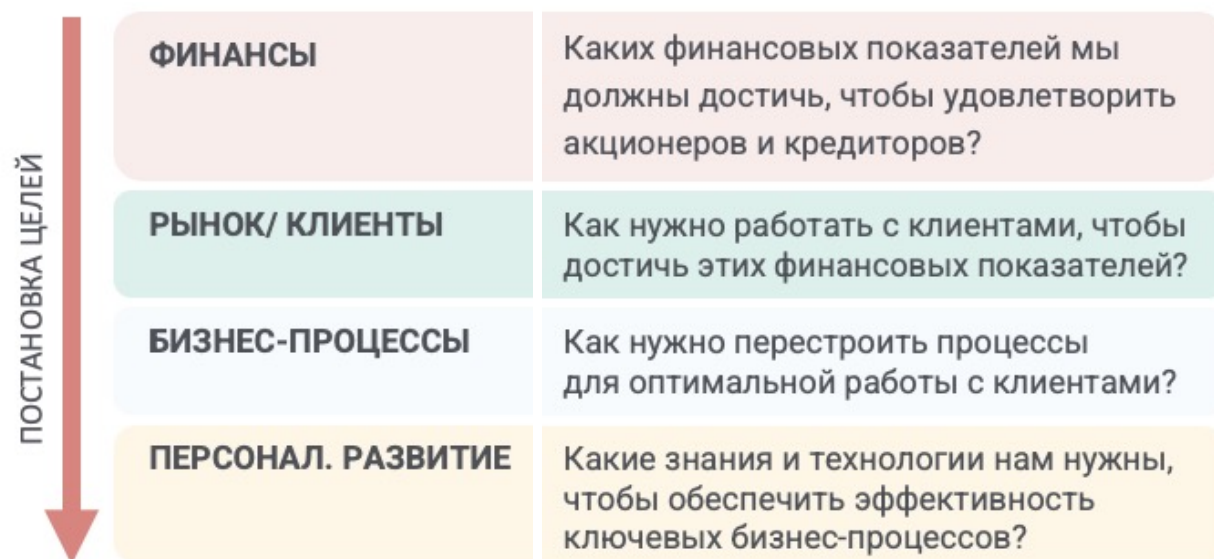 ПОСТАНОВКА ЦЕЛЕЙ
ФИНАНСЫ
Каких финансовых показателей мы
должны достичь, чтобы удовлетворить
акционеров и кредиторов?
РЫНОК/ КЛИЕНТЫ
Как нужно работать с клиентами, чтобы
достичь этих финансовых показателей?
БИЗНЕС-ПРОЦЕССЫ
Как нужно перестроить процессы
для оптимальной работы с клиентами?
ПЕРСОНАЛ. РАЗВИТИЕ
Какие знания и технологии нам нужны,
чтобы обеспечить эффективность
ключевых бизнес-процессов?